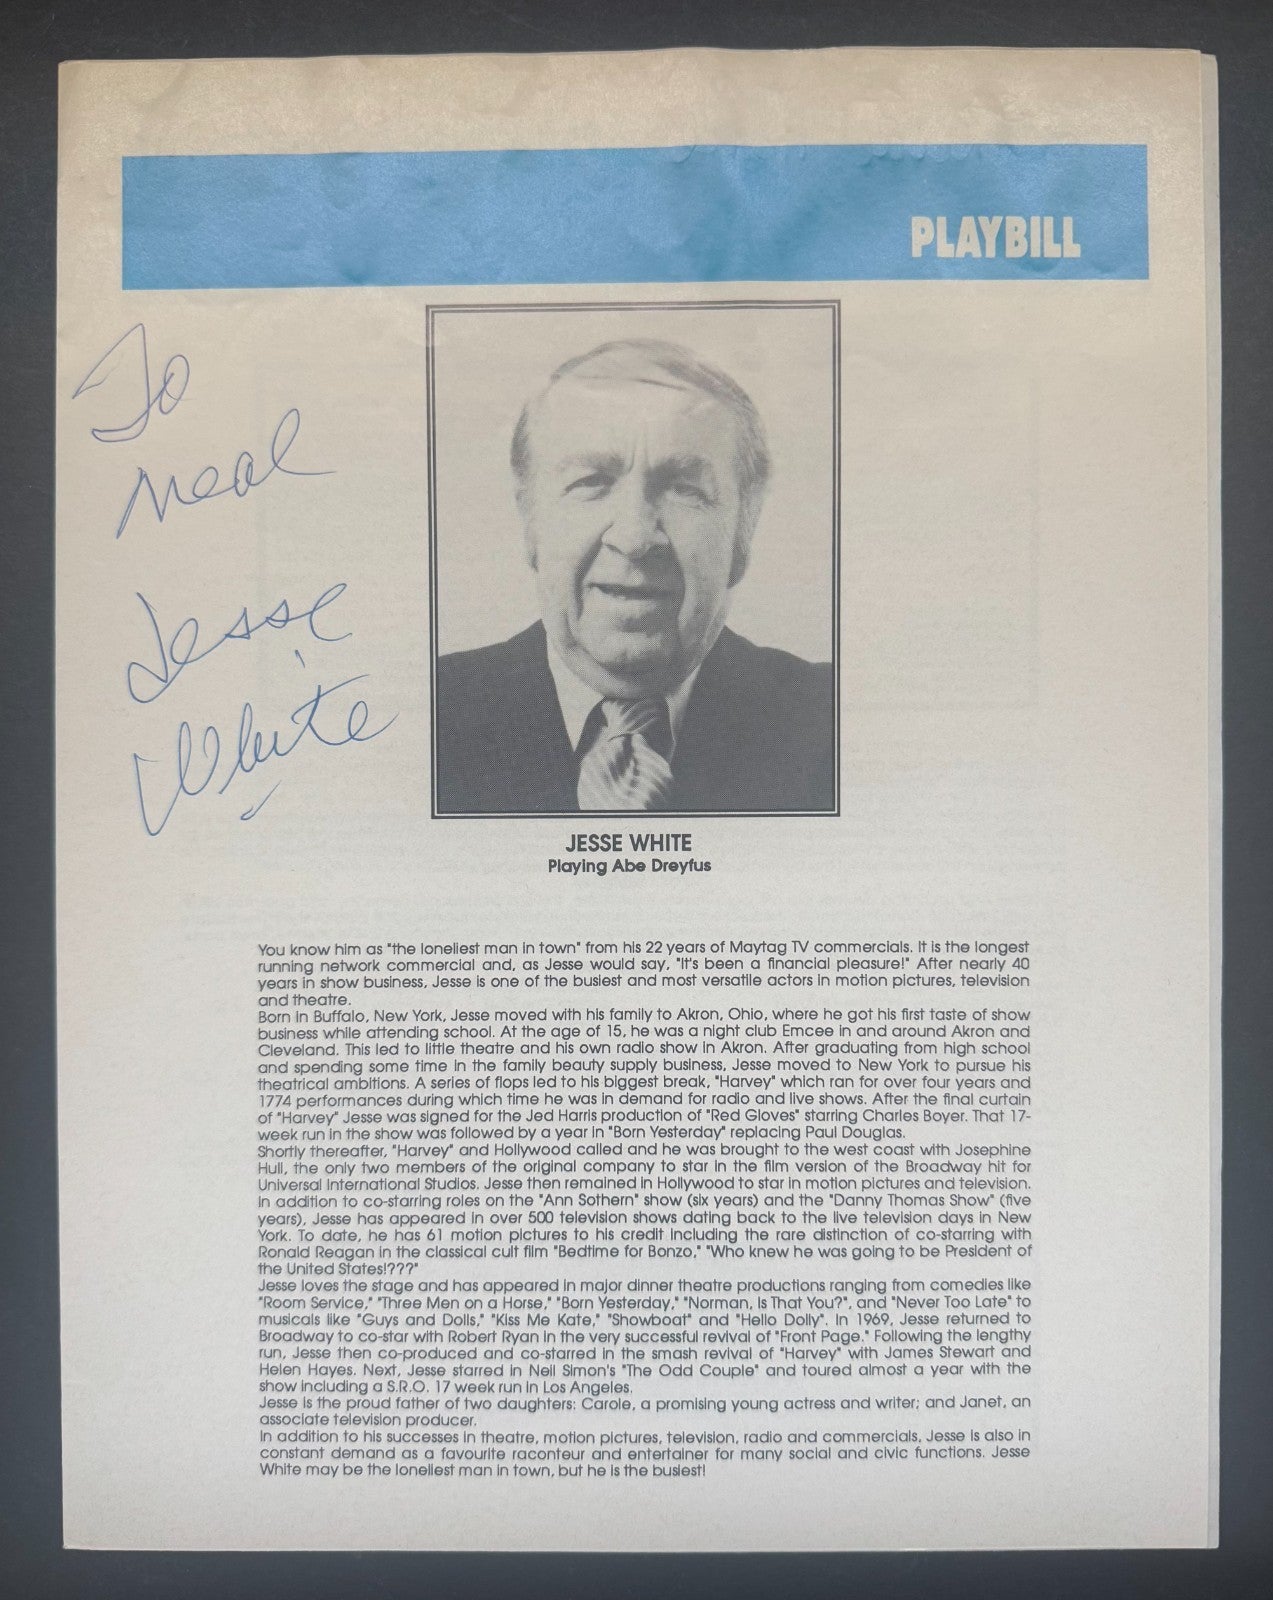 PLAYBILL
To
Neal
Jesse
White
JESSE WHITE
Playing Abe Dreyfus
You know him as "the loneliest man in town" from his 22 years of Maytag TV commercials. It is the longest
running network commercial and, as Jesse would say, "It's been a financial pleasure!" After nearly 40
years in show business, Jesse is one of the busiest and most versatile actors in motion pictures, television
and theatre.
Born in Buffalo, New York, Jesse moved with his family to Akron, Ohio, where he got his first taste of show
business while attending school. At the age of 15, he was a night club Emcee in and around Akron and
Cleveland. This led to little theatre and his own radio show in Akron. After graduating from high school
and spending some time in the family beauty supply business, Jesse moved to New York to pursue his
theatrical ambitions. A series of flops led to his biggest break, "Harvey" which ran for over four years and
1774 performances during which time he was in demand for radio and live shows. After the final curtain
of "Harvey" Jesse was signed for the Jed Harris production of "Red Gloves" starring Charles Boyer. That 17-
week run in the show was followed by a year in "Born Yesterday" replacing Paul Douglas.
Shortly thereafter, "Harvey" and Hollywood called and he was brought to the west coast with Josephine
Hull, the only two members of the original company to star in the film version of the Broadway hit for
Universal International Studios. Jesse then remained in Hollywood to star in motion pictures and television.
In addition to co-starring roles on the "Ann Sothern" show (six years) and the "Danny Thomas Show" (five
years), Jesse has appeared in over 500 television shows dating back to the live television days in New
York. To date, he has 61 motion pictures to his credit including the rare distinction of co-starring with
Ronald Reagan in the classical cult film "Bedtime for Bonzo," "Who knew he was going to be President of
the United States!???"
Jesse loves the stage and has appeared in major dinner theatre productions ranging from comedies like
"Room Service," "Three Men on a Horse," "Born Yesterday," "Norman, Is That You?", and "Never Too Late" to
musicals like "Guys and Dolls," "Kiss Me Kate," "Showboat" and "Hello Dolly". In 1969, Jesse returned to
Broadway to co-star with Robert Ryan in the very successful revival of "Front Page." Following the lengthy
run, Jesse then co-produced and co-starred in the smash revival of "Harvey" with James Stewart and
Helen Hayes. Next, Jesse starred in Neil Simon's "The Odd Couple" and toured almost a year with the
show including a S.R.O. 17 week run in Los Angeles.
Jesse is the proud father of two daughters: Carole, a promising young actress and writer; and Janet, an
associate television producer.
In addition to his successes in theatre, motion pictures, television, radio and commercials, Jesse is also in
constant demand as a favourite raconteur and entertainer for many social and civic functions. Jesse
White may be the loneliest man in town, but he is the busiest!